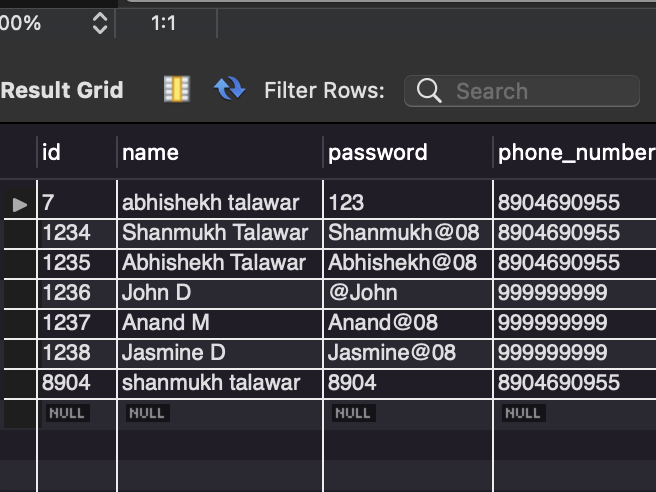 00% 1:1
Result Grid Filter Rows: Search
id name password phone_number
7 abhishekh talawar 123 8904690955
1234 Shanmukh Talawar Shanmukh@08 8904690955
1235 Abhishekh Talawar Abhishekh@08 8904690955
1236 John D @John 999999999
1237 Anand M Anand@08 999999999
1238 Jasmine D Jasmine@08 999999999
8904 shanmukh talawar 8904 8904690955
NULL NULL NULL NULL